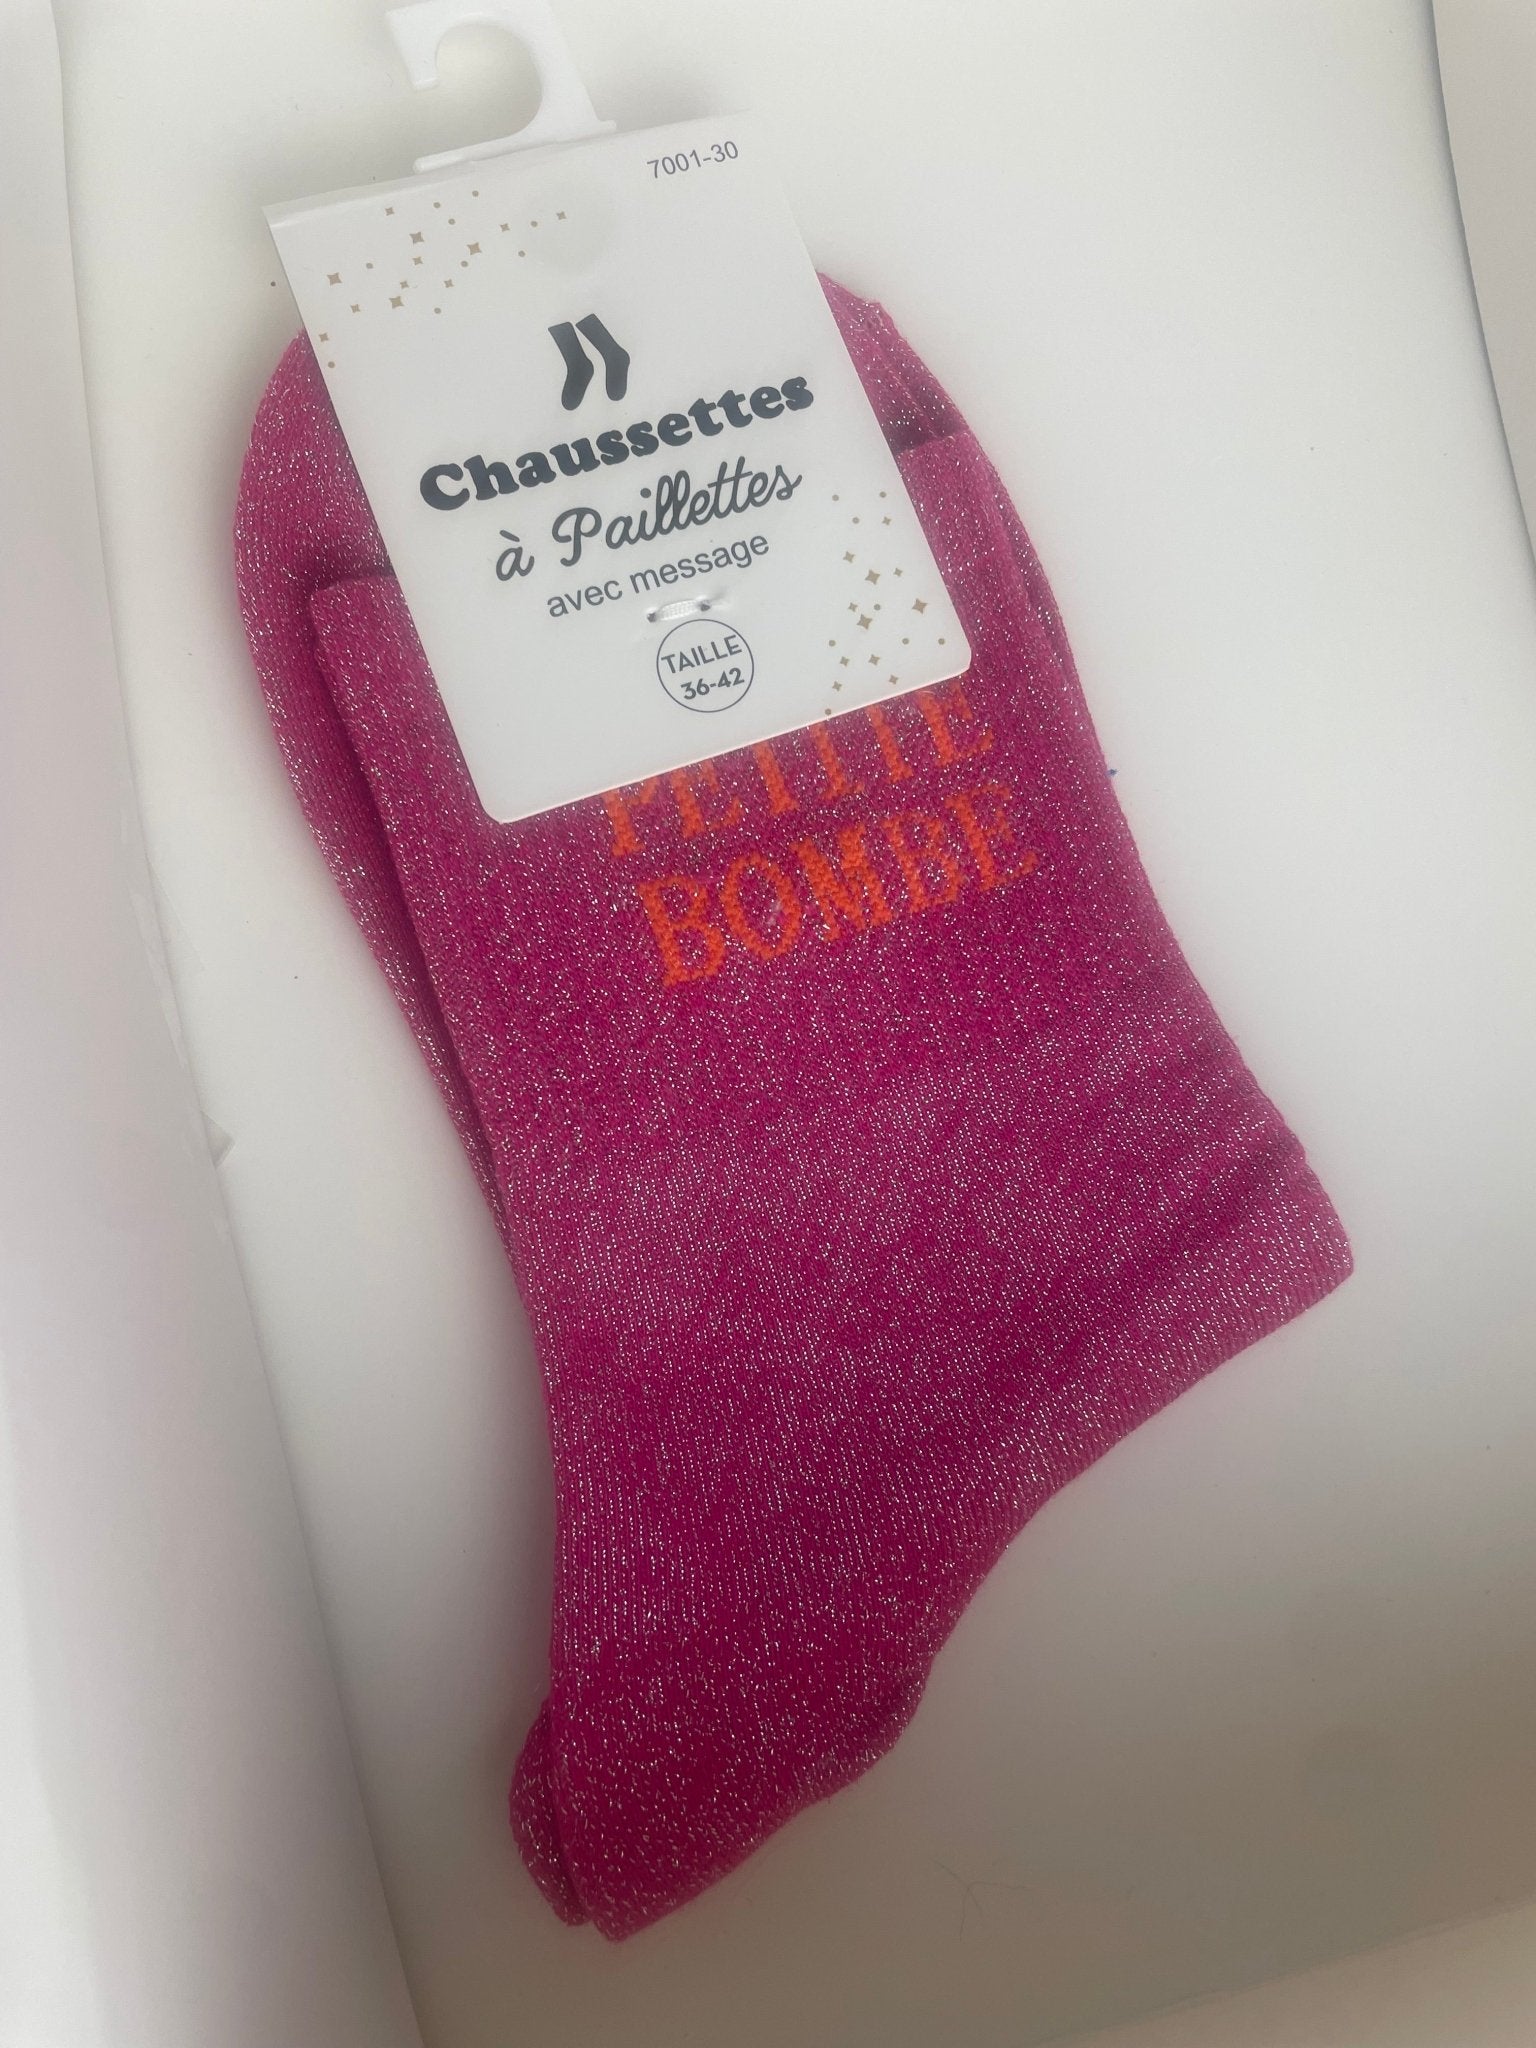 7001-30
Chaussettes
à Paillettes
avec message
TAILLE
36-42
PETITE
BOMBE